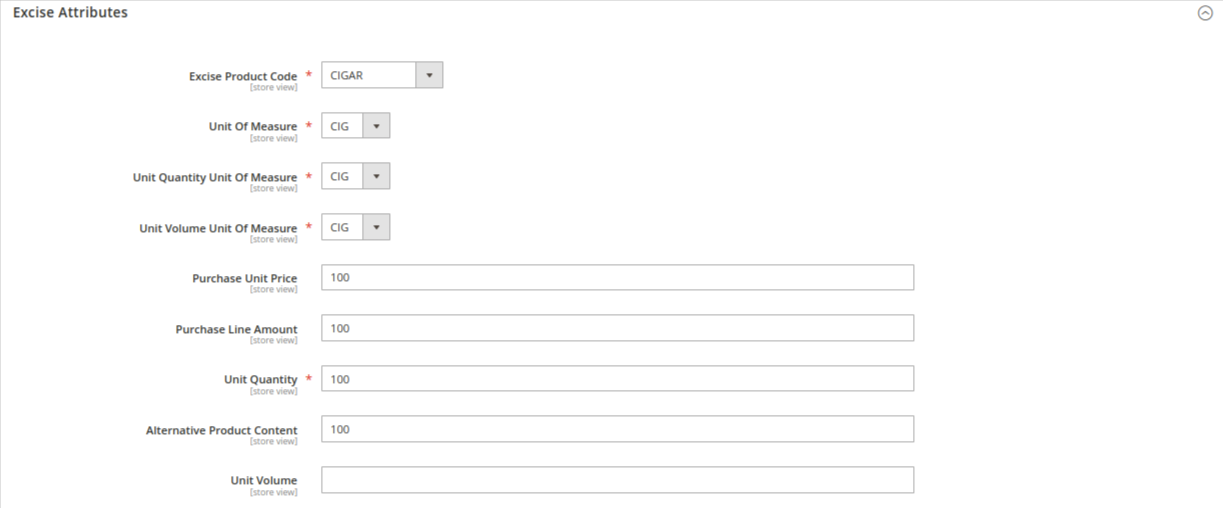 Excise Attributes
Excise Product Code * CIGAR
[store view]
Unit Of Measure * CIG
[store view]
Unit Quantity Unit Of Measure * CIG
[store view]
Unit Volume Unit Of Measure * CIG
[store view]
Purchase Unit Price 100
[store view]
Purchase Line Amount 100
[store view]
Unit Quantity * 100
[store view]
Alternative Product Content 100
[store view]
Unit Volume
[store view]